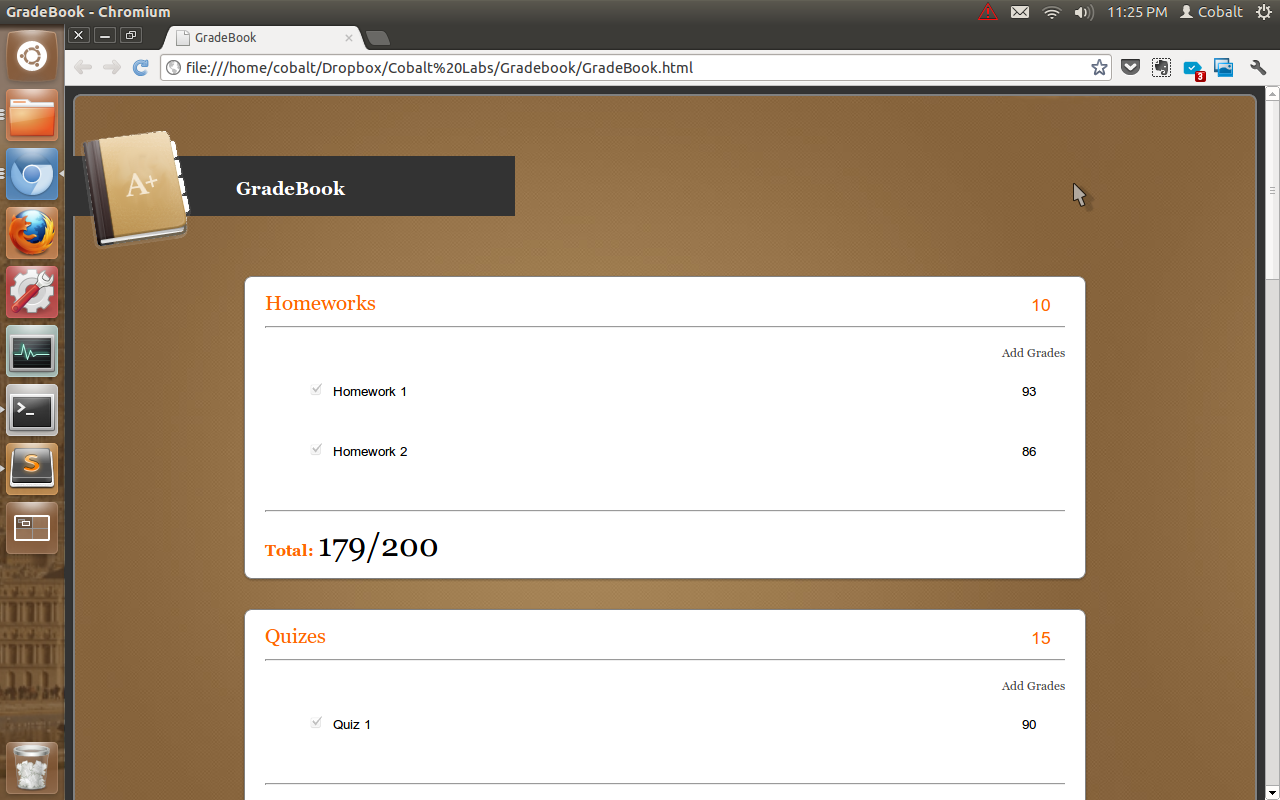 GradeBook - Chromium
11:25 PM
Cobalt
GradeBook
file:///home/cobalt/Dropbox/Cobalt%20Labs/Gradebook/GradeBook.html
3
A+
GradeBook
Homeworks 10
Add Grades
Homework 1 93
Homework 2 86
Total: 179/200
Quizes 15
Add Grades
Quiz 1 90